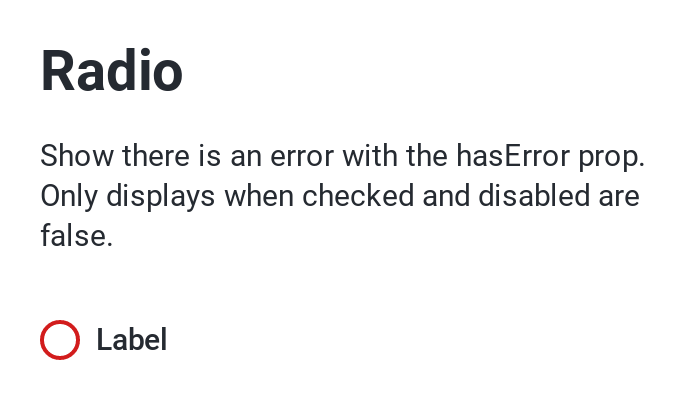 Radio
Show there is an error with the hasError prop.
Only displays when checked and disabled are
false.
Label